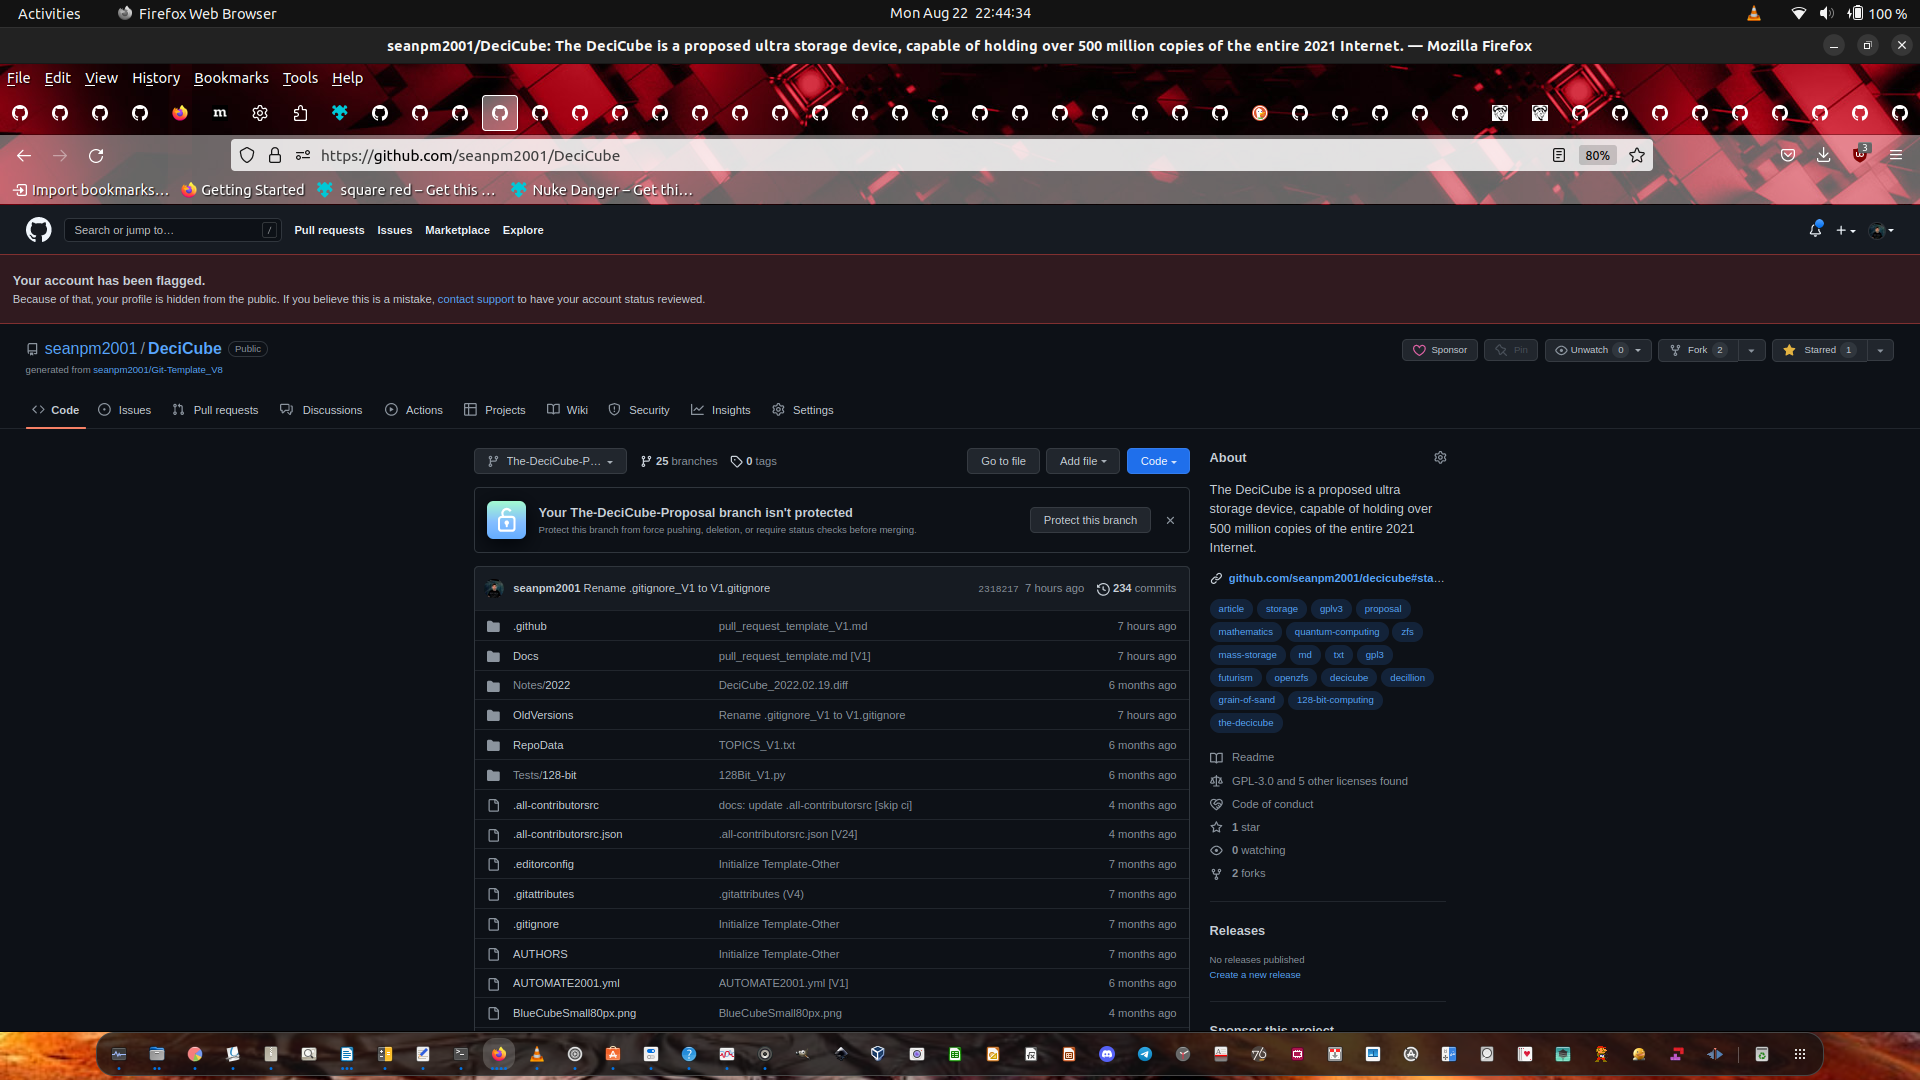 Activities
Firefox Web Browser
Mon Aug 22 22:44:34
100 %
seanpm2001/DeciCube: The DeciCube is a proposed ultra storage device, capable of holding over 500 million copies of the entire 2021 Internet. — Mozilla Firefox
File Edit View History Bookmarks Tools Help
https://github.com/seanpm2001/DeciCube
80%
3
Import bookmarks…
Getting Started
square red – Get this …
Nuke Danger – Get thi…
Search or jump to…
/
Pull requests
Issues
Marketplace
Explore
Your account has been flagged.
Because of that, your profile is hidden from the public. If you believe this is a mistake, contact support to have your account status reviewed.
seanpm2001 / DeciCube Public
Sponsor
Pin
Unwatch 0
Fork 2
Starred 1
generated from seanpm2001/Git-Template_V8
Code
Issues
Pull requests
Discussions
Actions
Projects
Wiki
Security
Insights
Settings
The-DeciCube-P…
25 branches
0 tags
Go to file
Add file
Code
Your The-DeciCube-Proposal branch isn't protected
Protect this branch from force pushing, deletion, or require status checks before merging.
Protect this branch
seanpm2001 Rename .gitignore_V1 to V1.gitignore
2318217 7 hours ago
234 commits
.github pull_request_template_V1.md 7 hours ago
Docs pull_request_template.md [V1] 7 hours ago
Notes/2022 DeciCube_2022.02.19.diff 6 months ago
OldVersions Rename .gitignore_V1 to V1.gitignore 7 hours ago
RepoData TOPICS_V1.txt 6 months ago
Tests/128-bit 128Bit_V1.py 6 months ago
.all-contributorsrc docs: update .all-contributorsrc [skip ci] 4 months ago
.all-contributorsrc.json .all-contributorsrc.json [V24] 4 months ago
.editorconfig Initialize Template-Other 7 months ago
.gitattributes .gitattributes (V4) 7 months ago
.gitignore Initialize Template-Other 7 months ago
AUTHORS Initialize Template-Other 7 months ago
AUTOMATE2001.yml AUTOMATE2001.yml [V1] 6 months ago
BlueCubeSmall80px.png BlueCubeSmall80px.png 4 months ago
About
The DeciCube is a proposed ultra
storage device, capable of holding over
500 million copies of the entire 2021
Internet.
github.com/seanpm2001/decicube#sta…
article storage gplv3 proposal
mathematics quantum-computing zfs
mass-storage md txt gpl3
futurism openzfs decicube decillion
grain-of-sand 128-bit-computing
the-decicube
Readme
GPL-3.0 and 5 other licenses found
Code of conduct
1 star
0 watching
2 forks
Releases
No releases published
Create a new release
Sponsor this project